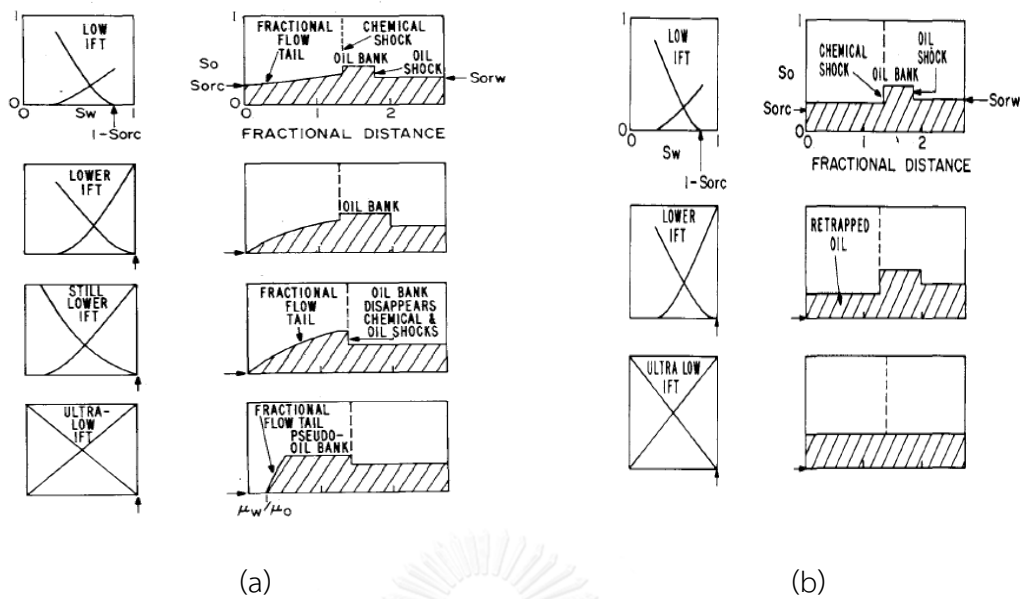 1
LOW
IFT
0
0
Sw
1
1-Sorc
1
FRACTIONAL
FLOW
TAIL
CHEMICAL
SHOCK
OIL BANK
OIL
SHOCK
So
Sorc
Sorw
0
0
1
2
FRACTIONAL DISTANCE
LOWER
IFT
OIL BANK
STILL
LOWER
IFT
FRACTIONAL
FLOW
TAIL
OIL BANK
DISAPPEARS
CHEMICAL &
OIL SHOCKS
ULTRA-
LOW
IFT
FRACTIONAL
FLOW TAIL
PSEUDO-
OIL BANK
μw/μo
(a)
1
LOW
IFT
0
0
Sw
1
1-Sorc
1
So
CHEMICAL
SHOCK
OIL BANK
OIL
SHOCK
Sorc
Sorw
0
0
1
2
FRACTIONAL DISTANCE
LOWER
IFT
RETRAPPED
OIL
ULTRA LOW
IFT
(b)